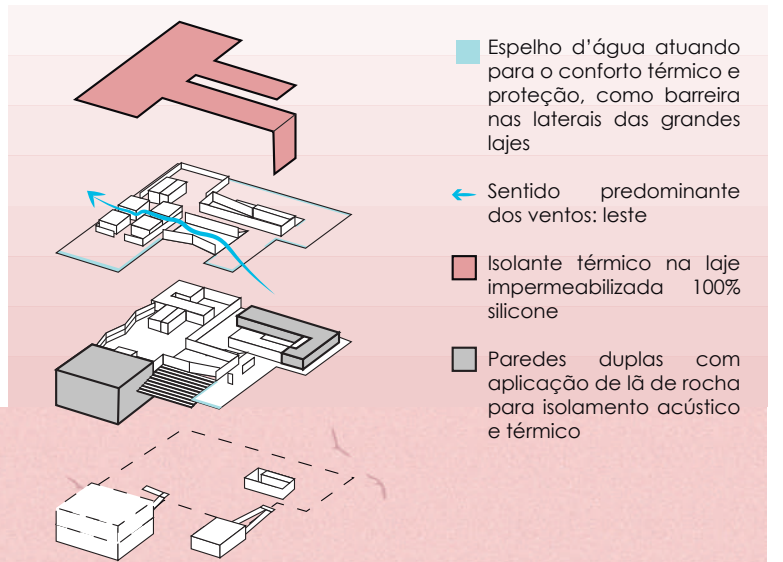 Espelho d'água atuando
para o conforto térmico e
proteção, como barreira
nas laterais das grandes
lajes
Sentido predominante
dos ventos: leste
Isolante térmico na laje
impermeabilizada 100%
silicone
Paredes duplas com
aplicação de lã de rocha
para isolamento acústico
e térmico